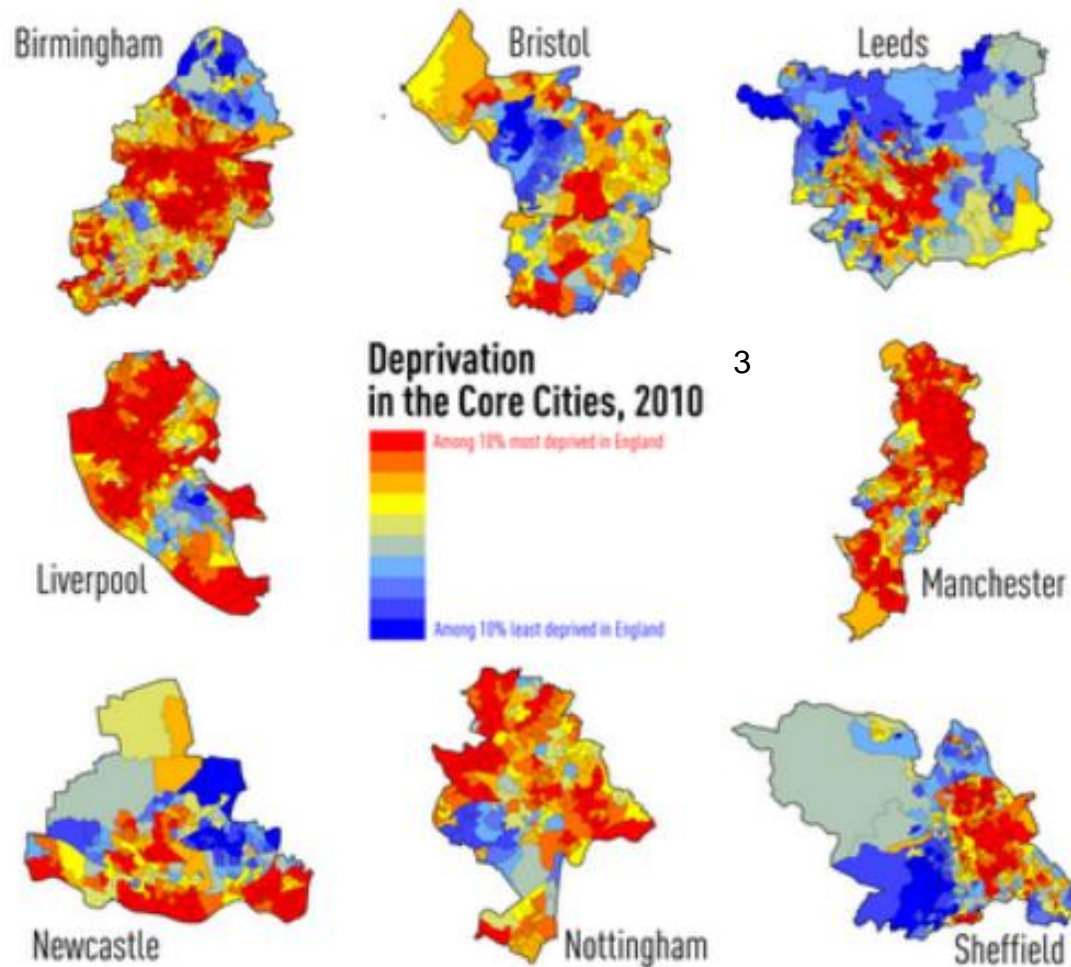 Birmingham
Bristol
Leeds
Deprivation
in the Core Cities, 2010
3
Among 10% most deprived in England
Among 10% least deprived in England
Liverpool
Manchester
Newcastle
Nottingham
Sheffield